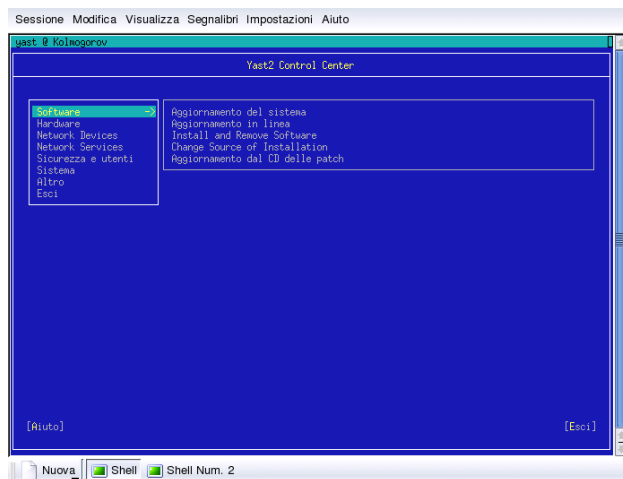 Sessione Modifica Visualizza Segnalibri Impostazioni Aiuto
yast @ Kolmogorov
Yast2 Control Center
Software ->
Hardware
Network Devices
Network Services
Sicurezza e utenti
Sistema
Altro
Esci
Aggiornamento del sistema
Aggiornamento in linea
Install and Remove Software
Change Source of Installation
Aggiornamento dal CD delle patch
[Aiuto] [Esci]
Nuova Shell Shell Num. 2